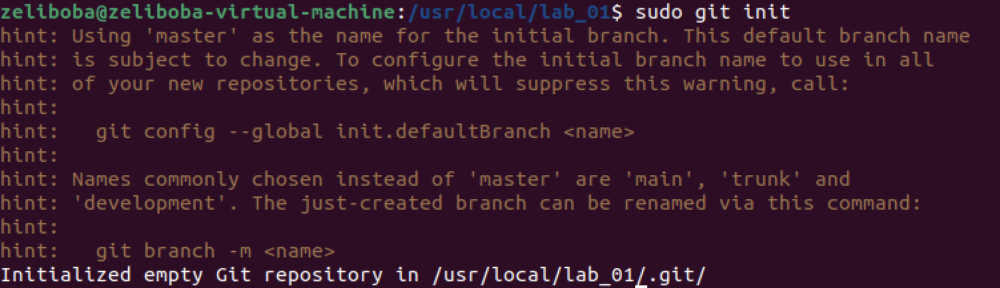 zeliboba@zeliboba-virtual-machine:/usr/local/lab_01$ sudo git init
hint: Using 'master' as the name for the initial branch. This default branch name
hint: is subject to change. To configure the initial branch name to use in all
hint: of your new repositories, which will suppress this warning, call:
hint:
hint:   git config --global init.defaultBranch <name>
hint:
hint: Names commonly chosen instead of 'master' are 'main', 'trunk' and
hint: 'development'. The just-created branch can be renamed via this command:
hint:
hint:   git branch -m <name>
Initialized empty Git repository in /usr/local/lab_01/.git/